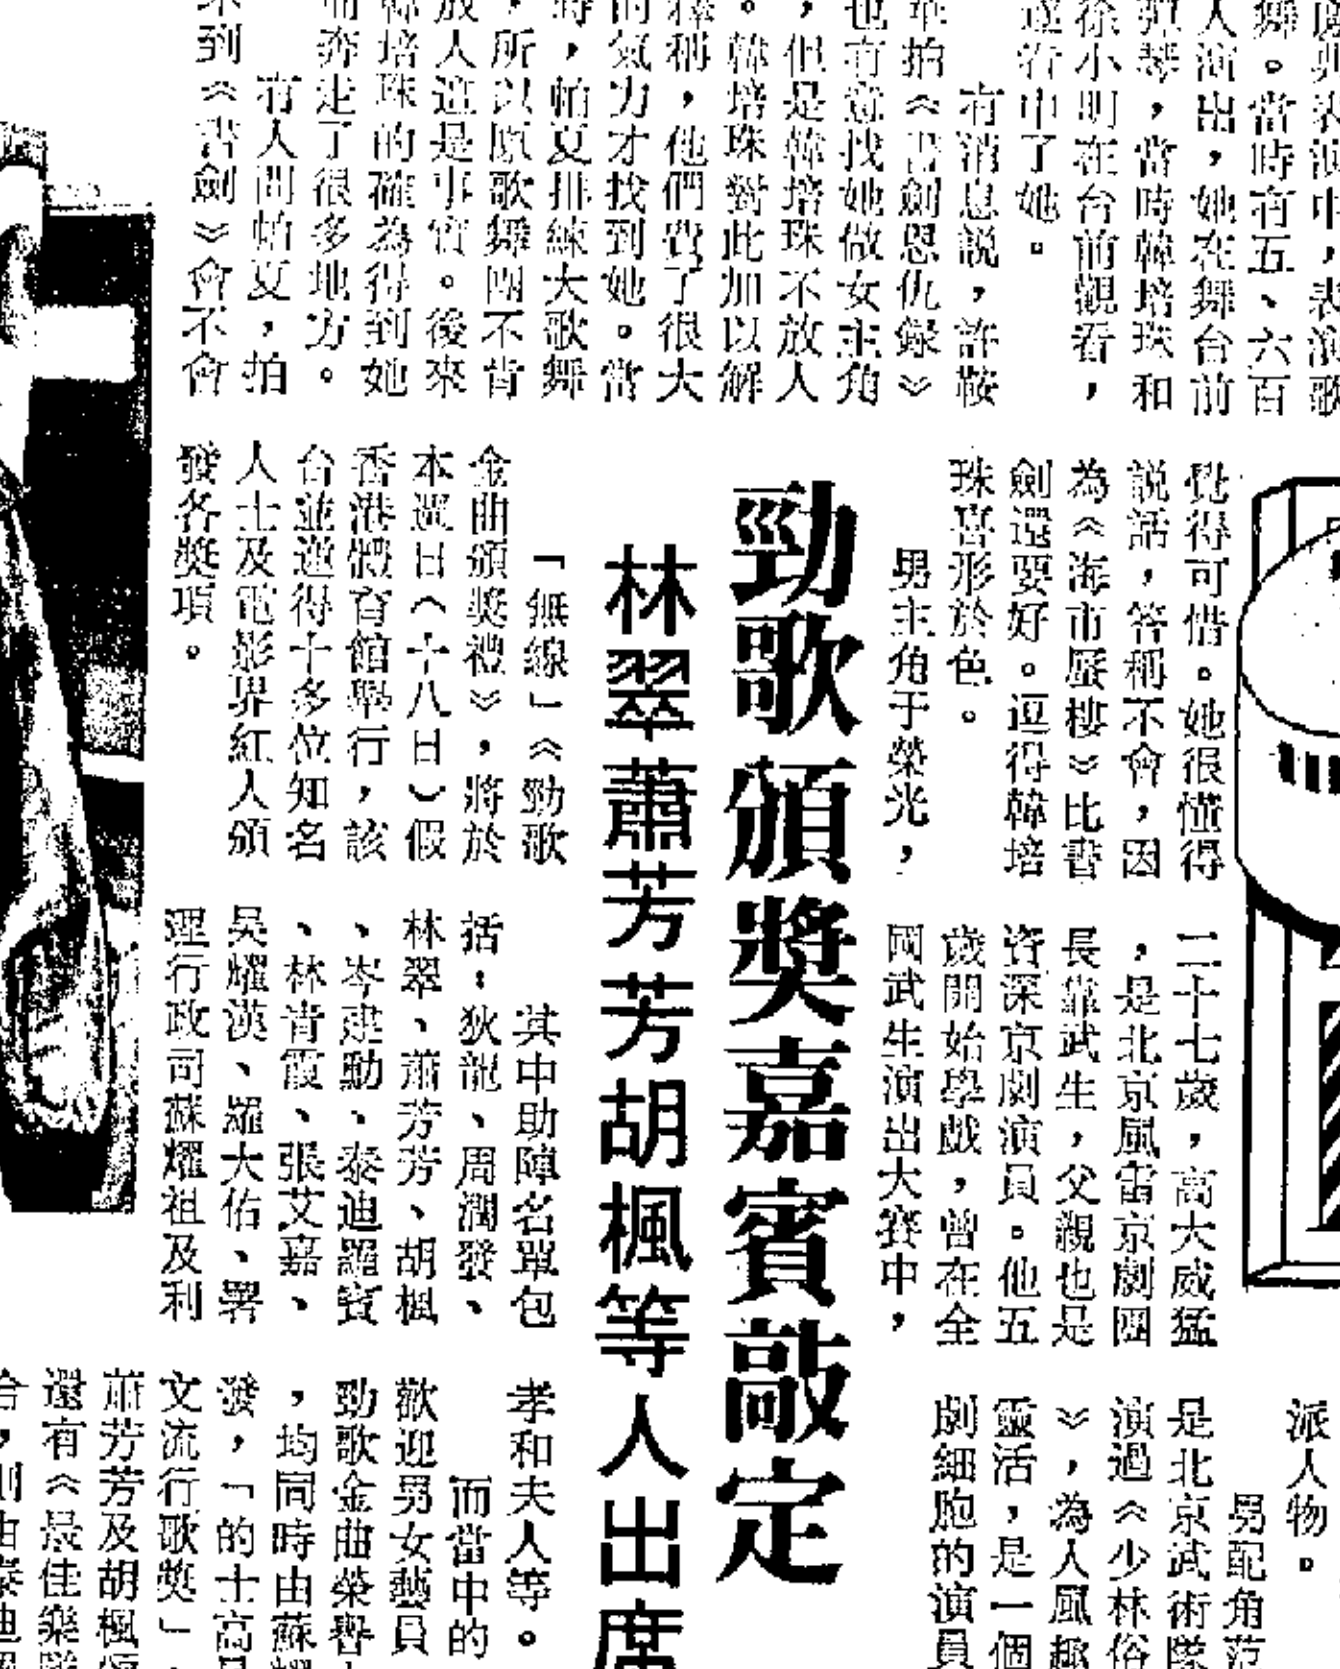 舞。當時有五、六百
人演出，她在舞台前
彈琴，當時韓培珠和
徐小明在台前觀看，
中了她。
有消息説，許鞍
拍《書劍恩仇録》
也有意找她做女主角
，但是韓培珠不放人
。韓培珠對此加以解
稱，他們費了很大
的氣力才找到她。當
時，帕夏排練大歌舞
，所以原歌舞團不肯
放人這是事實。後來
培珠的確為得到她
奔走了很多地方。
有人問帕夏，拍
不到《書劍》會不會
覺得可惜。她很懂得
説話，答稱不會，因
為《海市蜃樓》比書
劍還要好。逗得韓培
珠喜形於色。
男主角于榮光，
二十七歲，高大威猛
，是北京風雷京劇團
長靠武生，父親也是
資深京劇演員。他五
歲開始學戲，曾在全
國武生演出大賽中，
派人物。
男配角范
是北京武術隊
演過《少林俗
》，為人風趣
靈活，是一個
劇細胞的演員
勁歌頒獎嘉賓敲定
林翠蕭芳芳胡楓等人出席
「無線」《勁歌
金曲頒獎禮》，將於
本週日（十八日）假
香港體育館舉行，該
台並邀得十多位知名
人士及電影界紅人頒
發各獎項。
其中助陣名單包
括：狄龍、周潤發、
林翠、蕭芳芳、胡楓
、岑建勳、泰迪羅賓
、林青霞、張艾嘉、
吳耀漢、羅大佑、署
理行政司蘇耀祖及利
孝和夫人等。
而當中的
歡迎男女藝員
勁歌金曲榮譽
，均同時由蘇
發，「的士高
文流行歌獎」
蕭芳芳及胡楓
還有《最佳樂